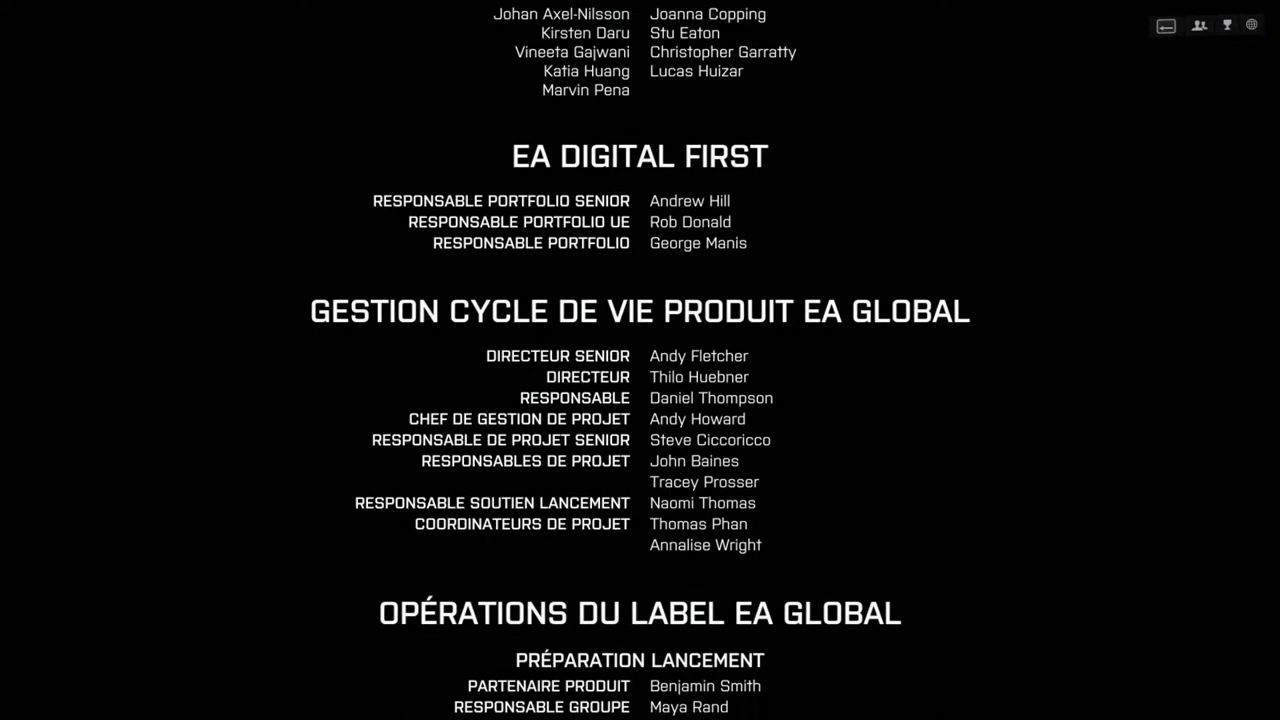 Johan Axel-Nilsson Joanna Copping
Kirsten Daru Stu Eaton
Vineeta Gajwani Christopher Garratty
Katia Huang Lucas Huizar
Marvin Pena
EA DIGITAL FIRST
RESPONSABLE PORTFOLIO SENIOR Andrew Hill
RESPONSABLE PORTFOLIO UE Rob Donald
RESPONSABLE PORTFOLIO George Manis
GESTION CYCLE DE VIE PRODUIT EA GLOBAL
DIRECTEUR SENIOR Andy Fletcher
DIRECTEUR Thilo Huebner
RESPONSABLE Daniel Thompson
CHEF DE GESTION DE PROJET Andy Howard
RESPONSABLE DE PROJET SENIOR Steve Ciccoricco
RESPONSABLES DE PROJET John Baines
Tracey Prosser
RESPONSABLE SOUTIEN LANCEMENT Naomi Thomas
COORDINATEURS DE PROJET Thomas Phan
Annalise Wright
OPÉRATIONS DU LABEL EA GLOBAL
PRÉPARATION LANCEMENT
PARTENAIRE PRODUIT Benjamin Smith
RESPONSABLE GROUPE Maya Rand